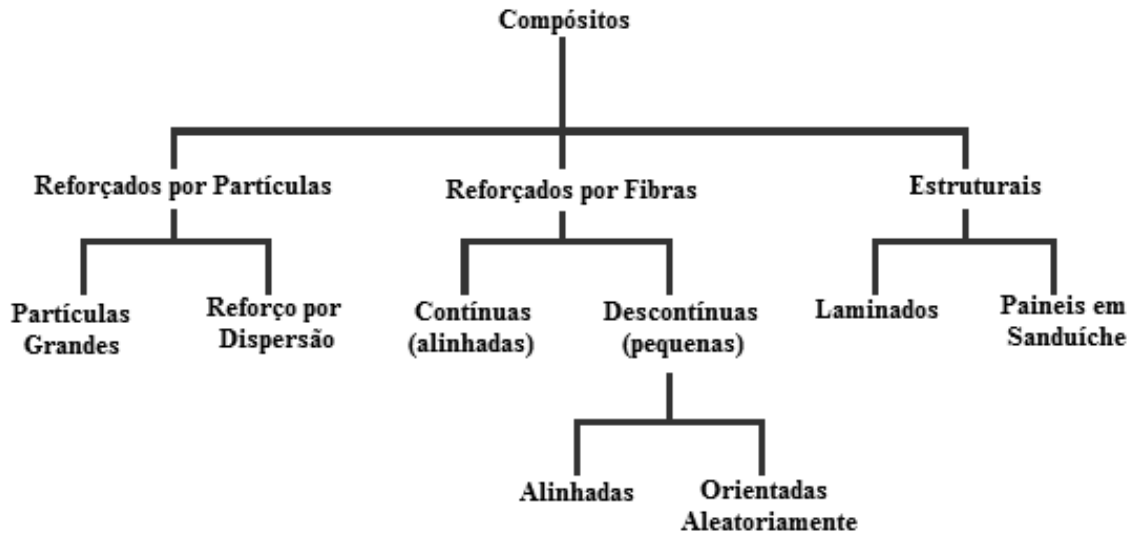 Compósitos
Reforçados por Partículas
Reforçados por Fibras
Estruturais
Partículas
Grandes
Reforço por
Dispersão
Contínuas
(alinhadas)
Descontínuas
(pequenas)
Laminados
Paineis em
Sanduíche
Alinhadas
Orientadas
Aleatoriamente